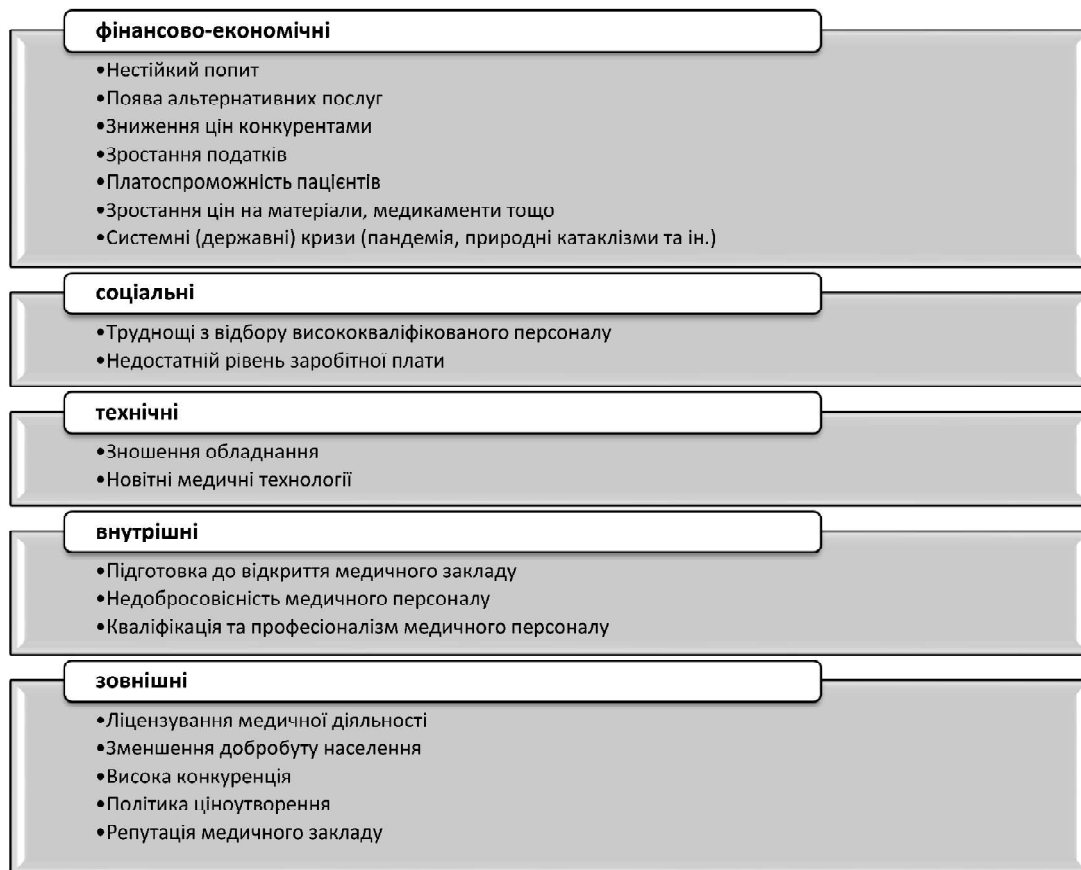 фінансово-економічні
•Нестійкий попит
•Поява альтернативних послуг
•Зниження цін конкурентами
•Зростання податків
•Платоспроможність пацієнтів
•Зростання цін на матеріали, медикаменти тощо
•Системні (державні) кризи (пандемія, природні катаклізми та ін.)
соціальні
•Труднощі з відбору висококваліфікованого персоналу
•Недостатній рівень заробітної плати
технічні
•Зношення обладнання
•Новітні медичні технології
внутрішні
•Підготовка до відкриття медичного закладу
•Недобросовісність медичного персоналу
•Кваліфікація та професіоналізм медичного персоналу
зовнішні
•Ліцензування медичної діяльності
•Зменшення добробуту населення
•Висока конкуренція
•Політика ціноутворення
•Репутація медичного закладу